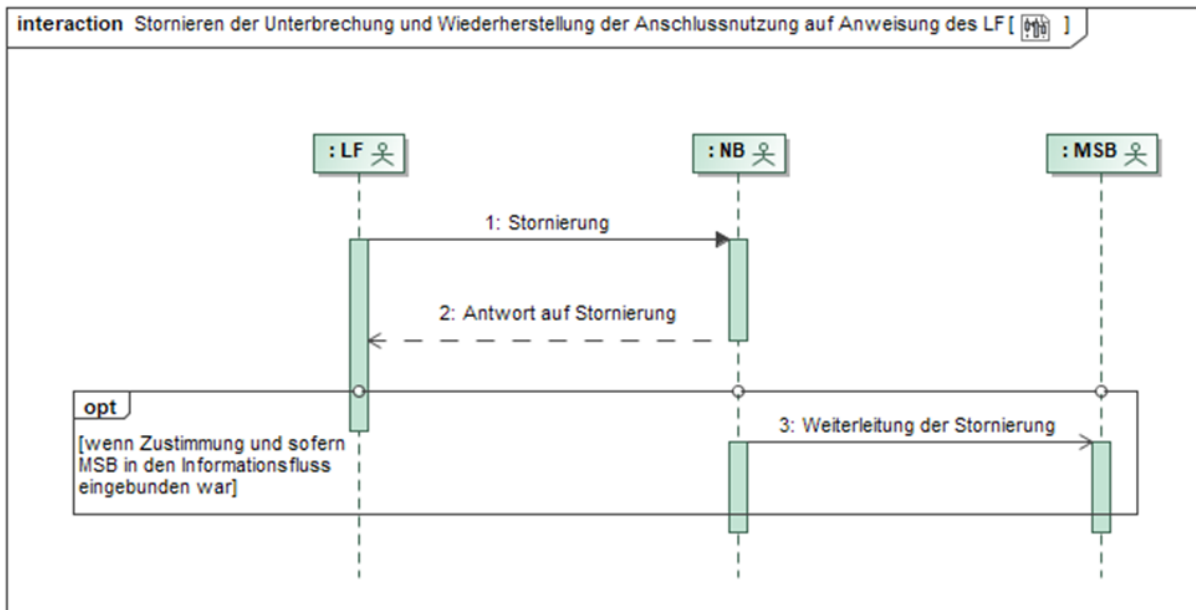 interaction Stornieren der Unterbrechung und Wiederherstellung der Anschlussnutzung auf Anweisung des LF [ ]
: LF
: NB
: MSB
1: Stornierung
2: Antwort auf Stornierung
opt
[wenn Zustimmung und sofern
MSB in den Informationsfluss
eingebunden war]
3: Weiterleitung der Stornierung